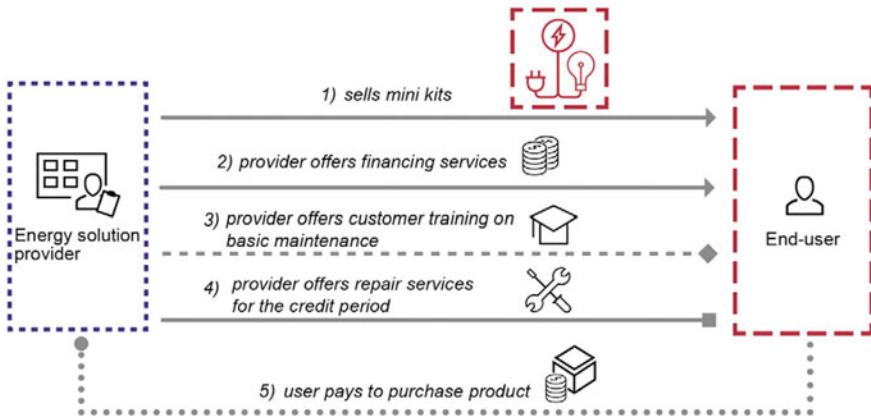 1) sells mini kits
2) provider offers financing services
3) provider offers customer training on
basic maintenance
4) provider offers repair services
for the credit period
Energy solution
provider
End-user
5) user pays to purchase product